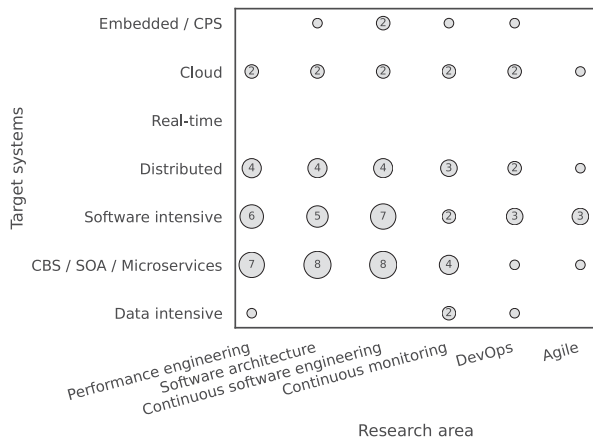 Embedded / CPS 2
Cloud 2 2 2 2 2
Real-time
Distributed 4 4 4 3 2
Software intensive 6 5 7 2 3 3
CBS / SOA / Microservices 7 8 8 4
Data intensive 2
Target systems
Performance engineering
Software architecture
Continuous software engineering
Continuous monitoring
DevOps
Agile
Research area